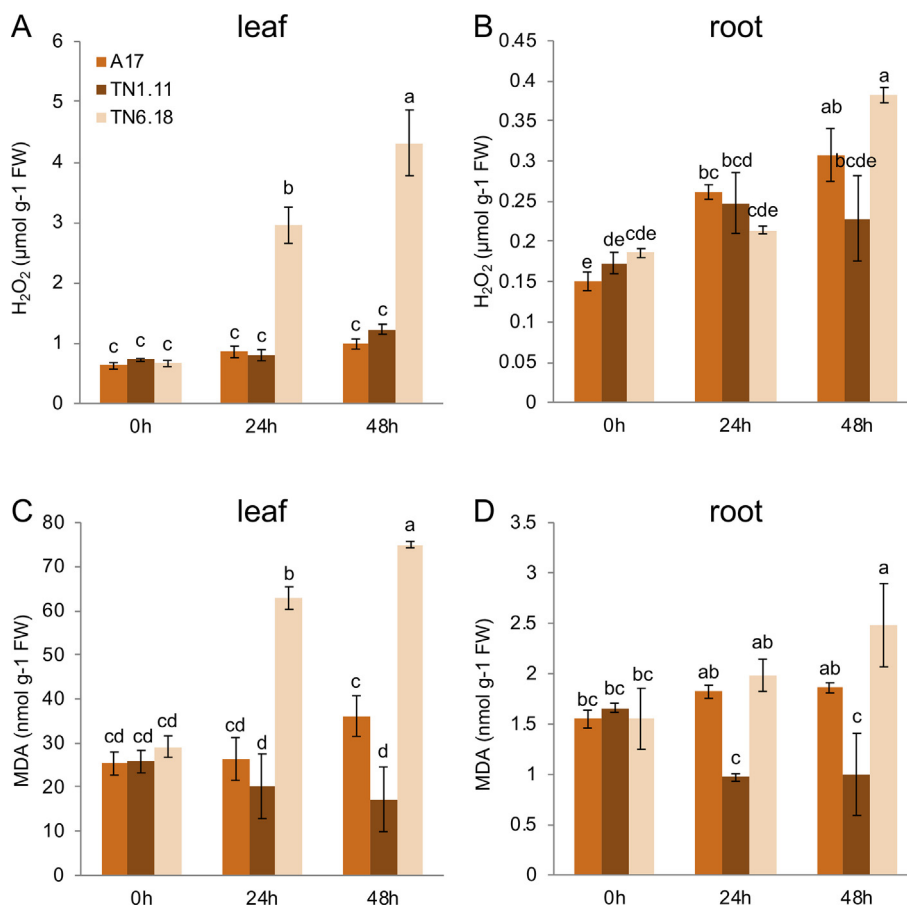 A
leaf
H₂O₂ (μmol g-1 FW)
6
5
4
3
2
1
0
A17
TN1.11
TN6.18
c
c
c
c
c
b
c
c
a
0h
24h
48h
B
root
H₂O₂ (μmol g-1 FW)
0.45
0.4
0.35
0.3
0.25
0.2
0.15
0.1
0.05
0
e
de
cde
bc
bcd
cde
ab
bcde
a
0h
24h
48h
C
leaf
MDA (nmol g-1 FW)
80
70
60
50
40
30
20
10
0
cd
cd
cd
cd
d
b
c
d
a
0h
24h
48h
D
root
MDA (nmol g-1 FW)
3.5
3
2.5
2
1.5
1
0.5
0
bc
bc
bc
ab
c
ab
ab
c
a
0h
24h
48h